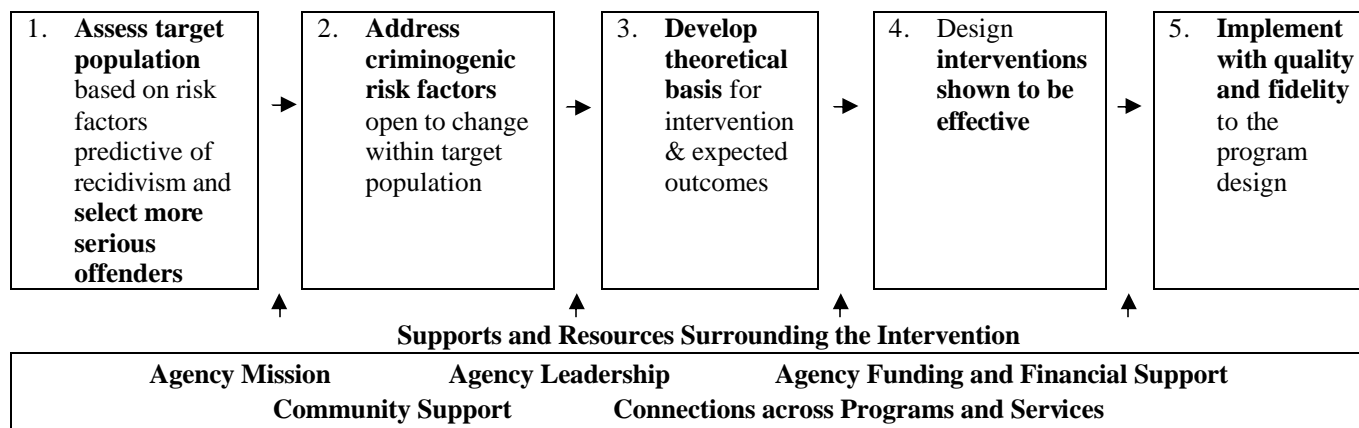 1. Assess target
population
based on risk
factors
predictive of
recidivism and
select more
serious
offenders
2. Address
criminogenic
risk factors
open to change
within target
population
3. Develop
theoretical
basis for
intervention
& expected
outcomes
4. Design
interventions
shown to be
effective
5. Implement
with quality
and fidelity
to the
program
design
Supports and Resources Surrounding the Intervention
Agency Mission Agency Leadership Agency Funding and Financial Support
Community Support Connections across Programs and Services